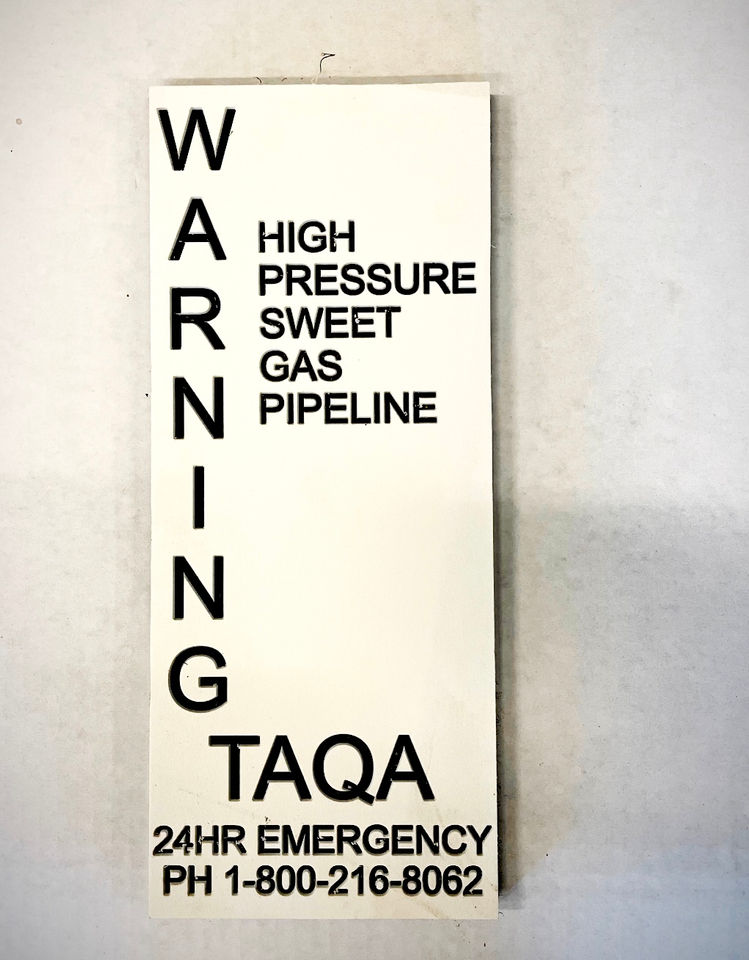 WARNING
HIGH
PRESSURE
SWEET
GAS
PIPELINE
TAQA
24HR EMERGENCY
PH 1-800-216-8062